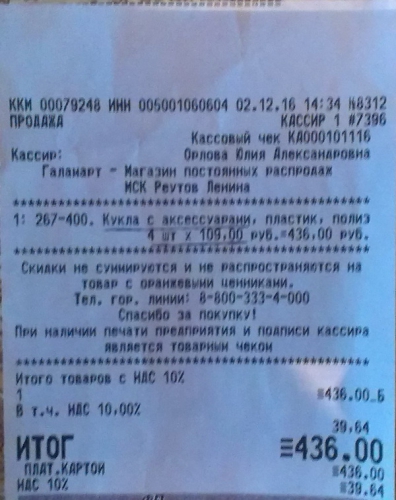 ККМ 00079248 ИНН 005001060604 02.12.16 14:34 №8312
ПРОДАЖА КАССИР 1 #7396
Кассовый чек КА000101116
Кассир: Орлова Юлия Александровна
Галамарт - Магазин постоянных распродаж
МСК Реутов Ленина
****************************************
1: 267-400. Кукла с аксессуарами, пластик, полиэ
4 шт X 109,00 руб.=436,00 руб.
****************************************
Скидки не суммируются и не распространяются на
товар с оранжевыми ценниками.
Тел. гор. линии: 8-800-333-4-000
Спасибо за покупку!
При наличии печати предприятия и подписи кассира
является товарным чеком
****************************************
Итого товаров с НДС 10%
1 ≡436.00_Б
В т.ч. НДС 10,00%
39,64
ИТОГ ≡436.00
ПЛАТ.КАРТОЙ ≡436.00
НДС 10% ≡39.64